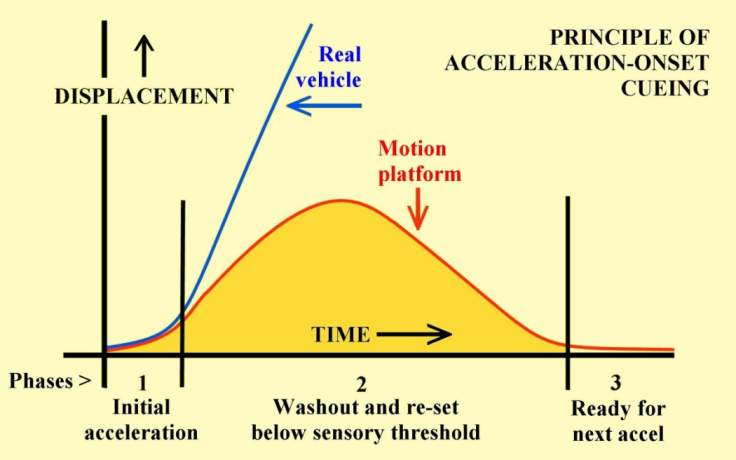 PRINCIPLE OF
ACCELERATION-ONSET
CUEING
DISPLACEMENT
Real
vehicle
Motion
platform
TIME
Phases > 1 2 3
Initial
acceleration
Washout and re-set
below sensory threshold
Ready for
next accel